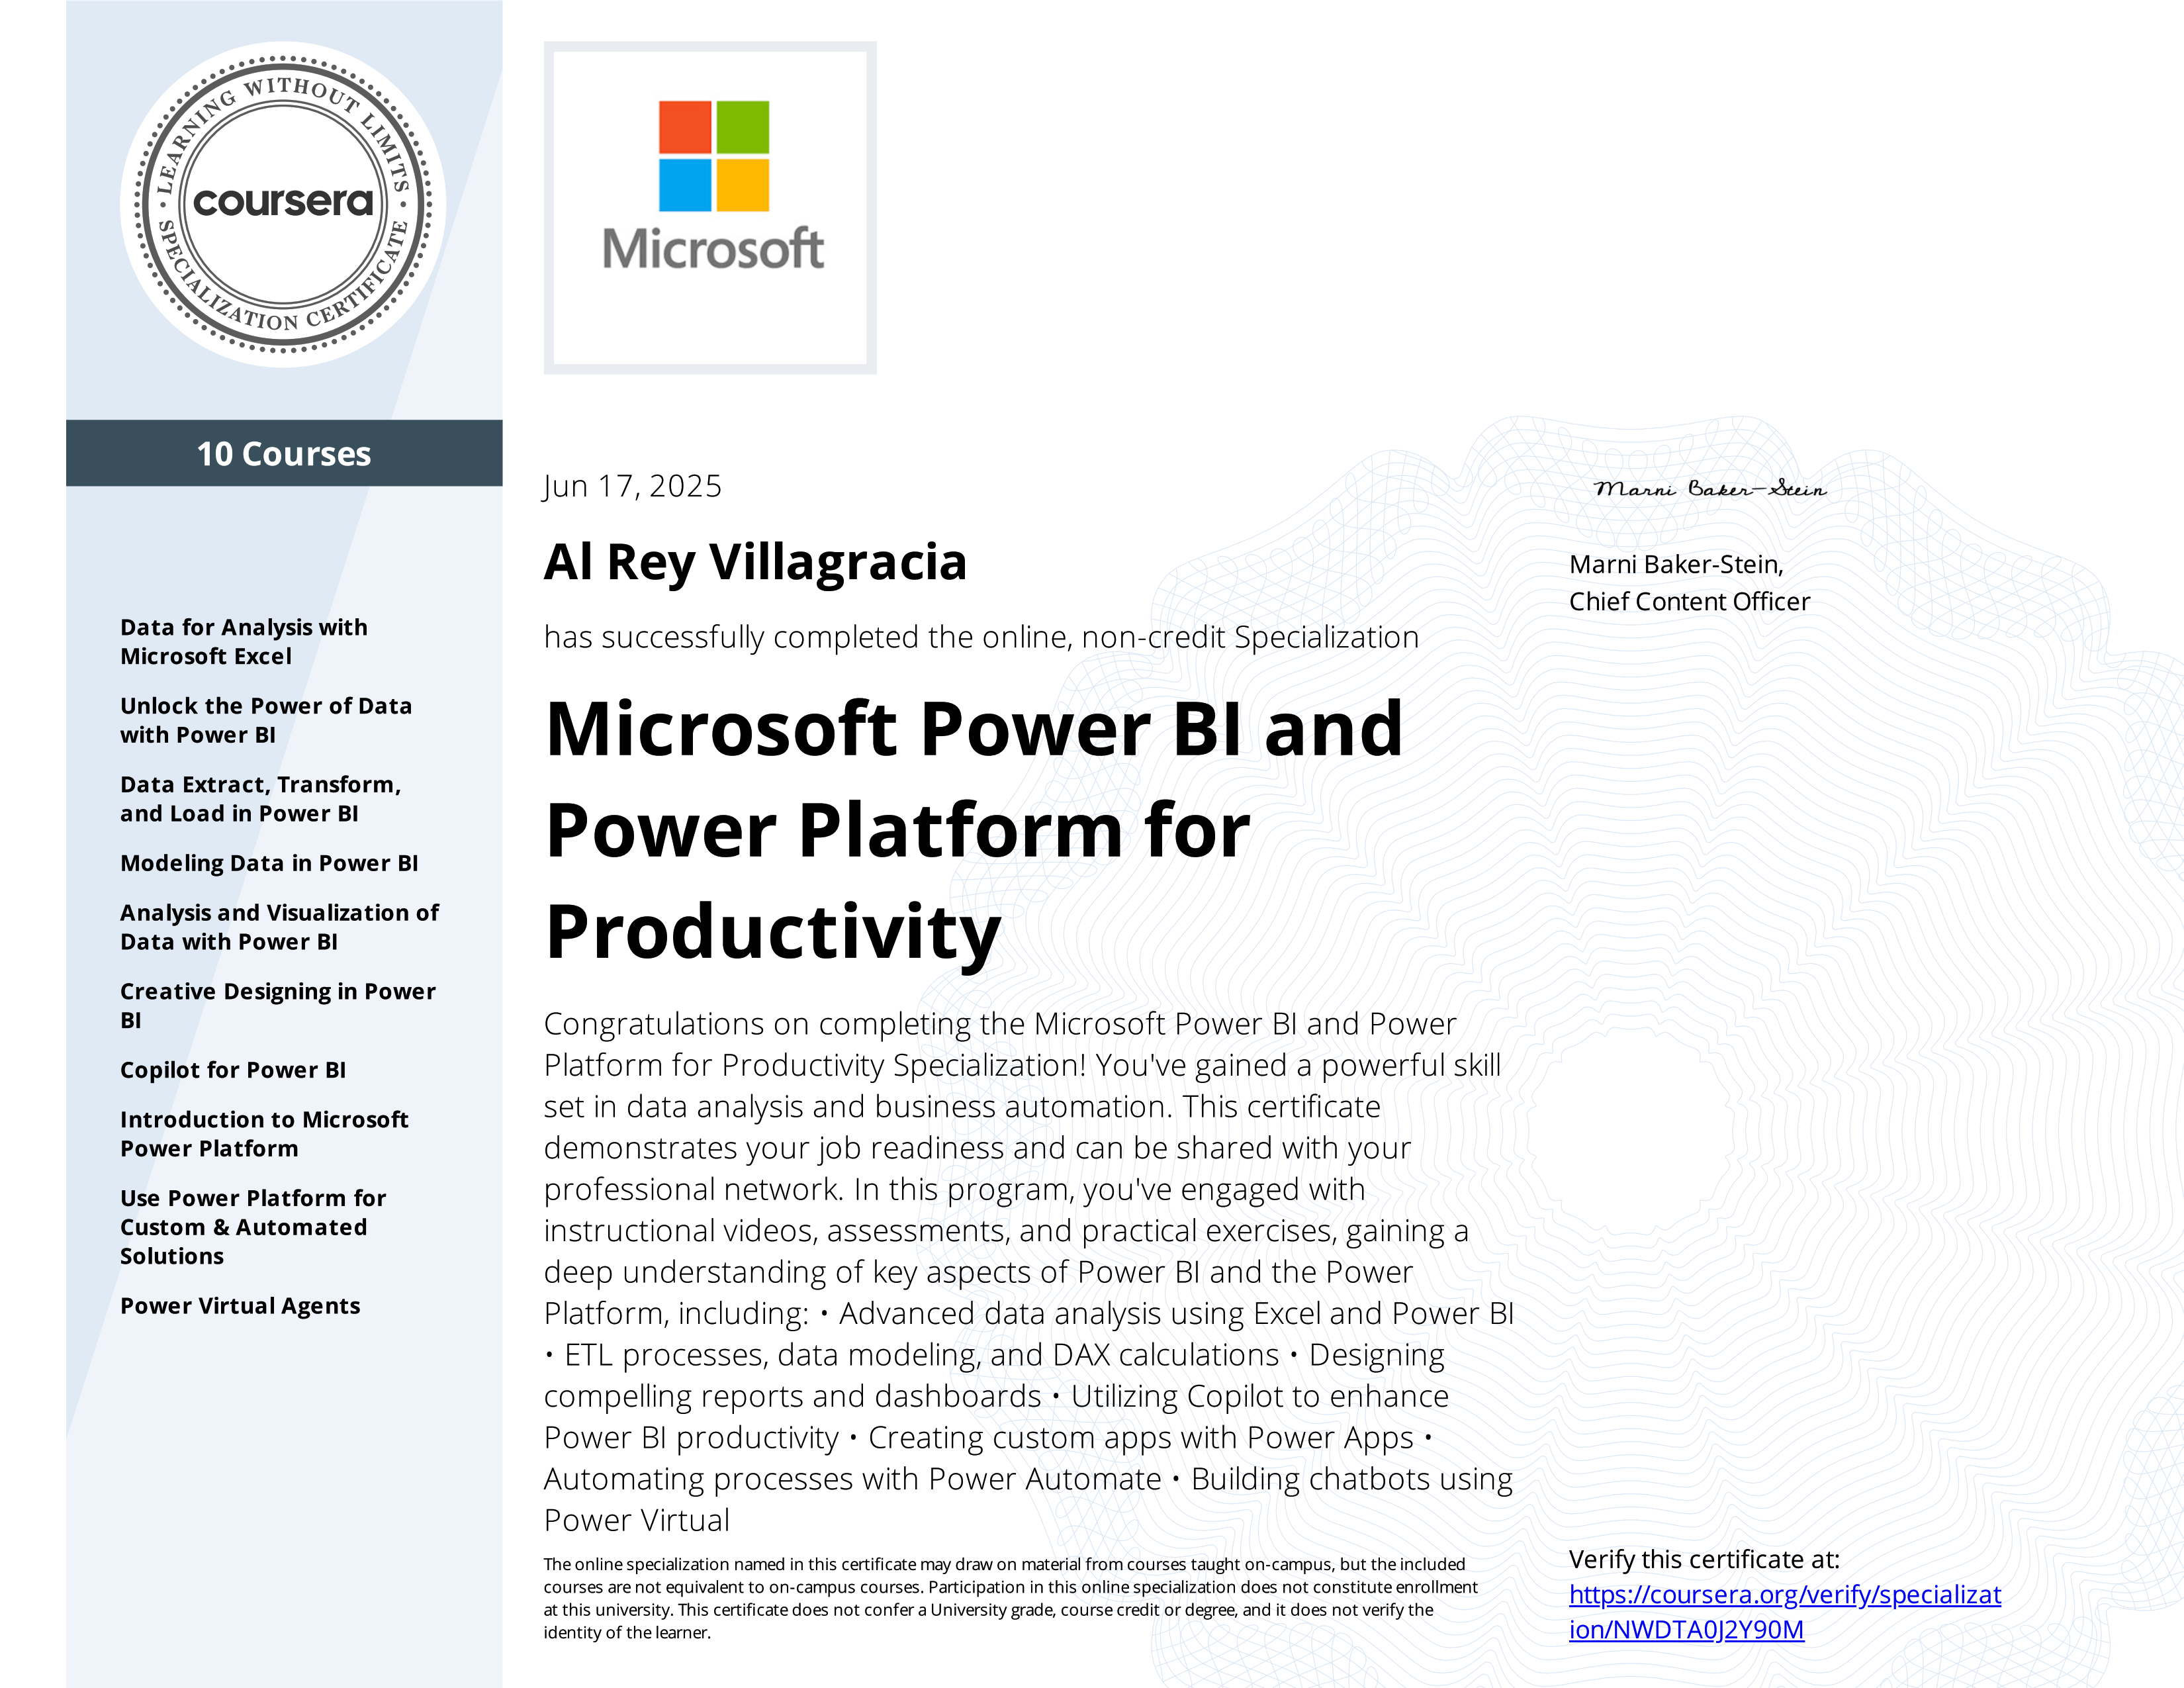 LEARNING WITHOUT LIMITS
coursera
SPECIALIZATION CERTIFICATE
Microsoft
10 Courses
Data for Analysis with
Microsoft Excel
Unlock the Power of Data
with Power BI
Data Extract, Transform,
and Load in Power BI
Modeling Data in Power BI
Analysis and Visualization of
Data with Power BI
Creative Designing in Power
BI
Copilot for Power BI
Introduction to Microsoft
Power Platform
Use Power Platform for
Custom & Automated
Solutions
Power Virtual Agents
Jun 17, 2025
Al Rey Villagracia
has successfully completed the online, non-credit Specialization
Microsoft Power BI and
Power Platform for
Productivity
Congratulations on completing the Microsoft Power BI and Power
Platform for Productivity Specialization! You've gained a powerful skill
set in data analysis and business automation. This certificate
demonstrates your job readiness and can be shared with your
professional network. In this program, you've engaged with
instructional videos, assessments, and practical exercises, gaining a
deep understanding of key aspects of Power BI and the Power
Platform, including: • Advanced data analysis using Excel and Power BI
• ETL processes, data modeling, and DAX calculations • Designing
compelling reports and dashboards • Utilizing Copilot to enhance
Power BI productivity • Creating custom apps with Power Apps •
Automating processes with Power Automate • Building chatbots using
Power Virtual
The online specialization named in this certificate may draw on material from courses taught on-campus, but the included
courses are not equivalent to on-campus courses. Participation in this online specialization does not constitute enrollment
at this university. This certificate does not confer a University grade, course credit or degree, and it does not verify the
identity of the learner.
Marni Baker-Stein
Marni Baker-Stein,
Chief Content Officer
Verify this certificate at:
https://coursera.org/verify/specializat
ion/NWDTA0J2Y90M